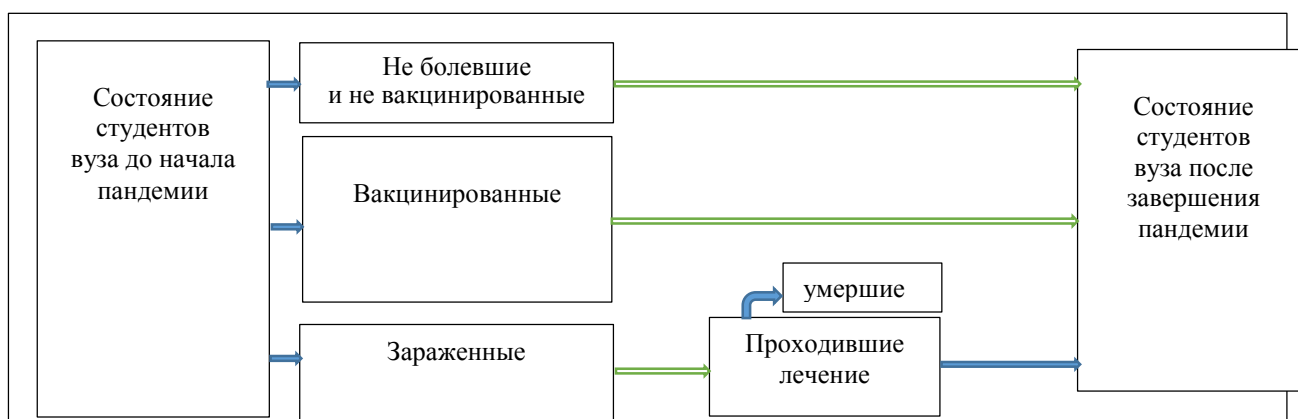 Состояние
студентов
вуза до начала
пандемии
Не болевшие
и не вакцинированные
Вакцинированные
Зараженные
умершие
Проходившие
лечение
Состояние
студентов
вуза после
завершения
пандемии